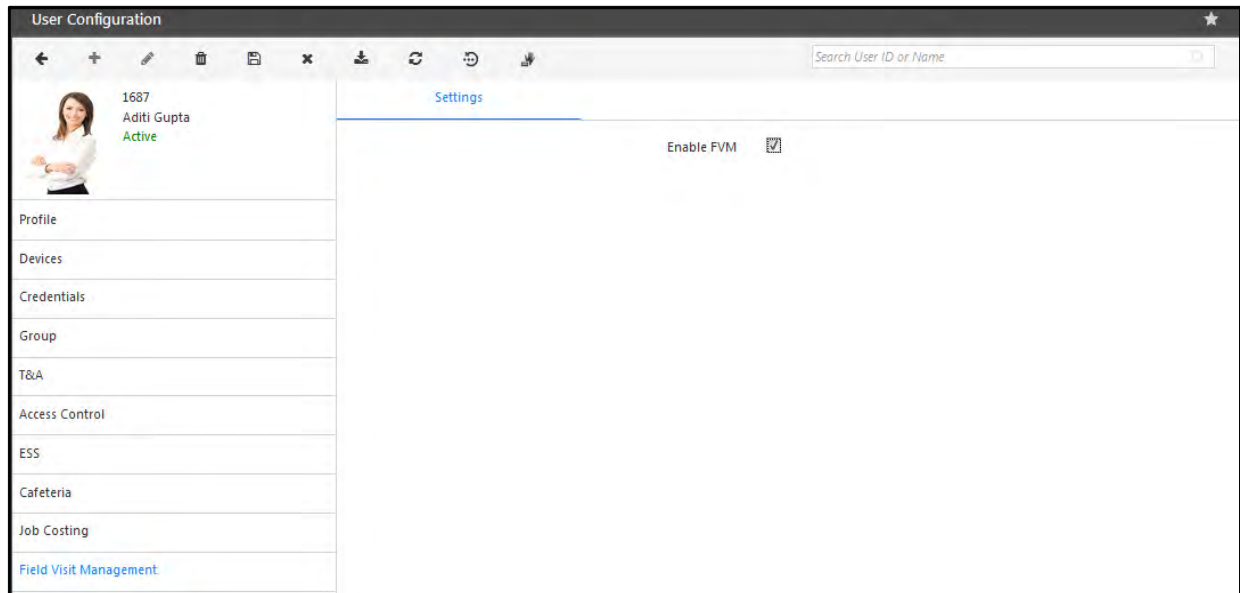 User Configuration
Search User ID or Name
1687
Aditi Gupta
Active
Settings
Enable FVM
Profile
Devices
Credentials
Group
T&A
Access Control
ESS
Cafeteria
Job Costing
Field Visit Management